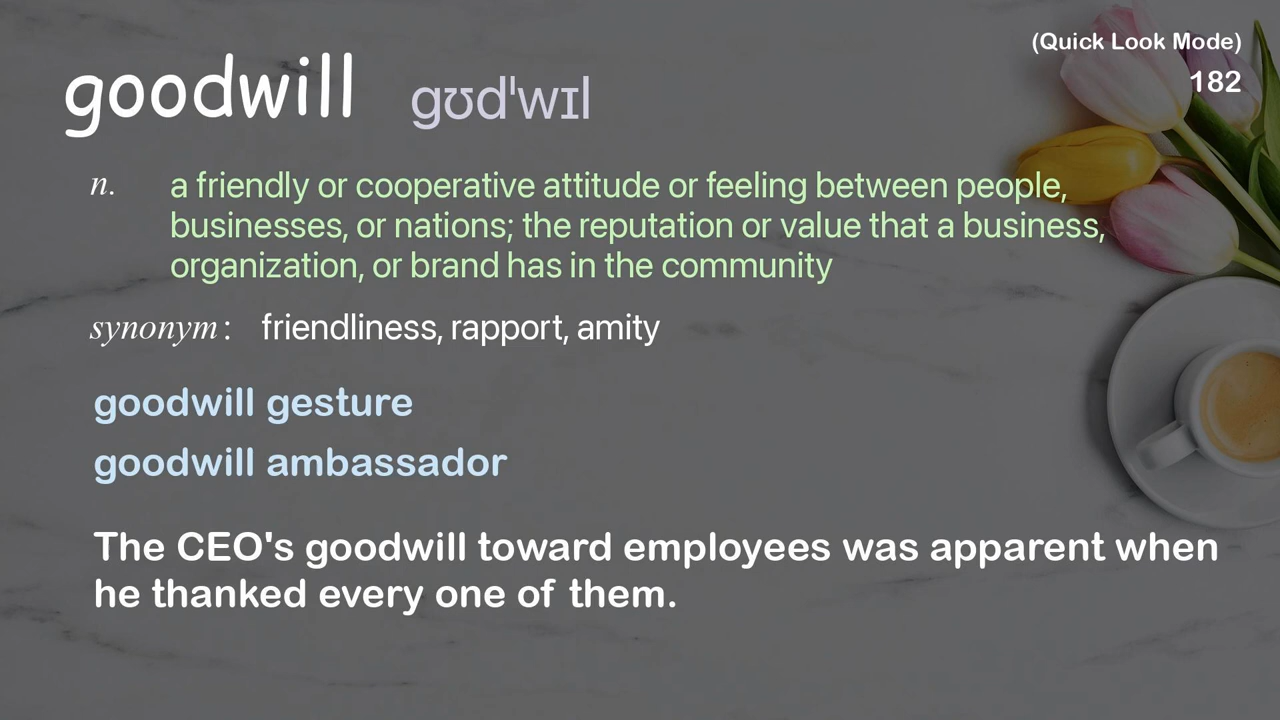 (Quick Look Mode)
goodwill gʊdˈwɪl
182
n. a friendly or cooperative attitude or feeling between people,
businesses, or nations; the reputation or value that a business,
organization, or brand has in the community
synonym: friendliness, rapport, amity
goodwill gesture
goodwill ambassador
The CEO's goodwill toward employees was apparent when
he thanked every one of them.